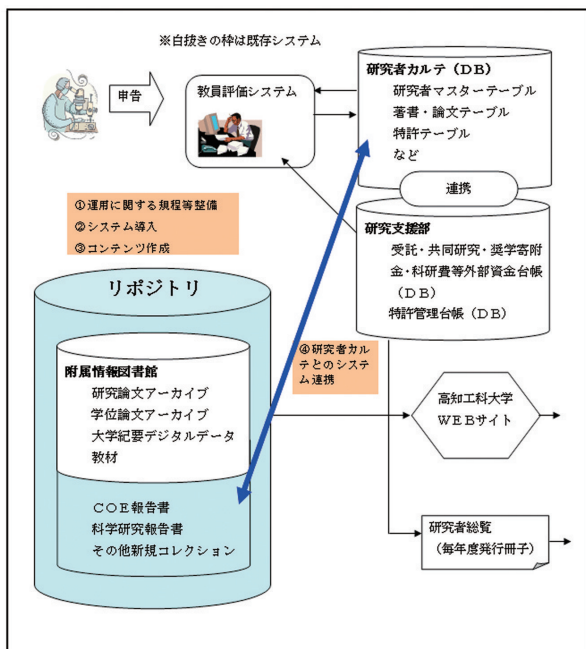 ※白抜きの枠は既存システム
申告
教員評価システム
研究者カルテ（DB）
研究者マスターテーブル
著書・論文テーブル
特許テーブル
など
連携
研究支援部
受託・共同研究・奨学寄附
金・科研費等外部資金台帳
（DB）
特許管理台帳（DB）
①運用に関する規程等整備
②システム導入
③コンテンツ作成
リポジトリ
附属情報図書館
研究論文アーカイブ
学位論文アーカイブ
大学紀要デジタルデータ
教材
COE報告書
科学研究報告書
その他新規コレクション
④研究者カル
テとのシステ
ム連携
高知工科大学
WEBサイト
研究者総覧
（毎年度発行冊子）